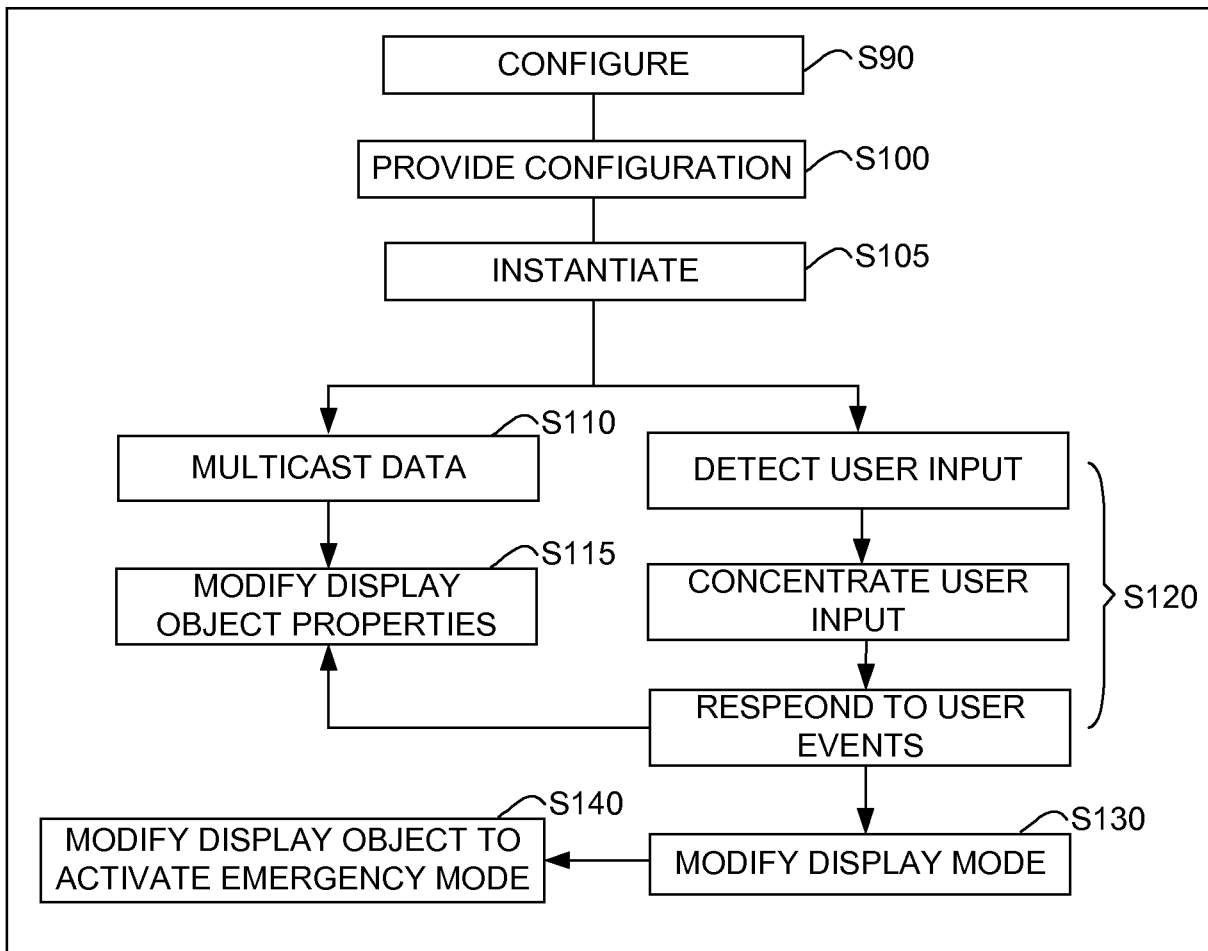 CONFIGURE
S90
PROVIDE CONFIGURATION
S100
INSTANTIATE
S105
S110
MULTICAST DATA
DETECT USER INPUT
S115
MODIFY DISPLAY
OBJECT PROPERTIES
CONCENTRATE USER
INPUT
S120
RESPEOND TO USER
EVENTS
S140
MODIFY DISPLAY OBJECT TO
ACTIVATE EMERGENCY MODE
S130
MODIFY DISPLAY MODE